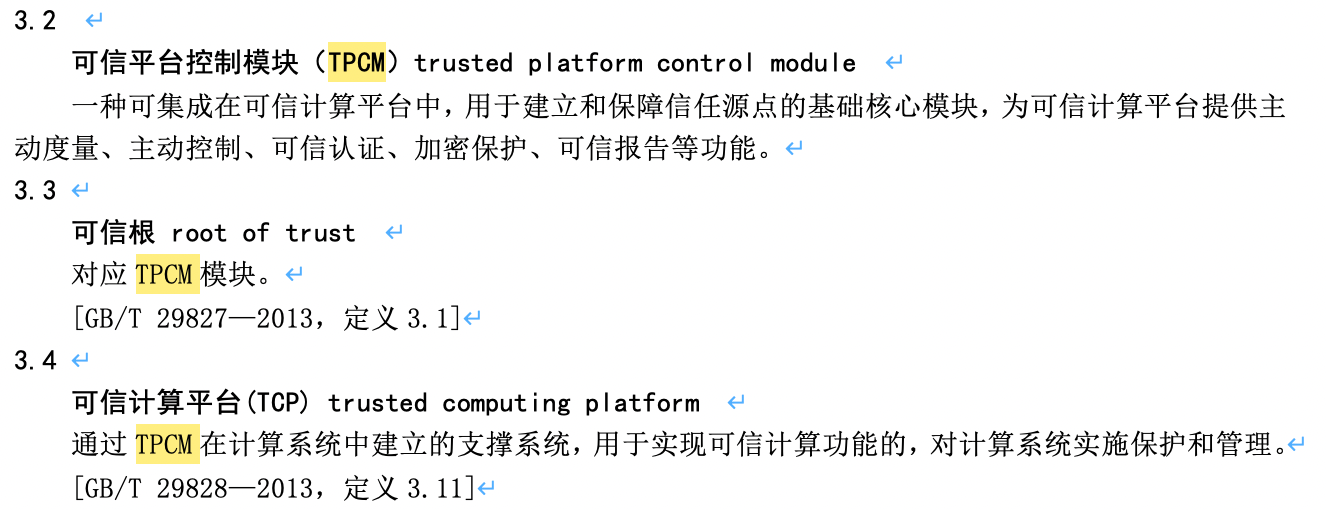 3.2
可信平台控制模块（TPCM）trusted platform control module
一种可集成在可信计算平台中，用于建立和保障信任源点的基础核心模块，为可信计算平台提供主
动度量、主动控制、可信认证、加密保护、可信报告等功能。
3.3
可信根 root of trust
对应 TPCM 模块。
[GB/T 29827—2013，定义 3.1]
3.4
可信计算平台(TCP) trusted computing platform
通过 TPCM 在计算系统中建立的支撑系统，用于实现可信计算功能的，对计算系统实施保护和管理。
[GB/T 29828—2013，定义 3.11]